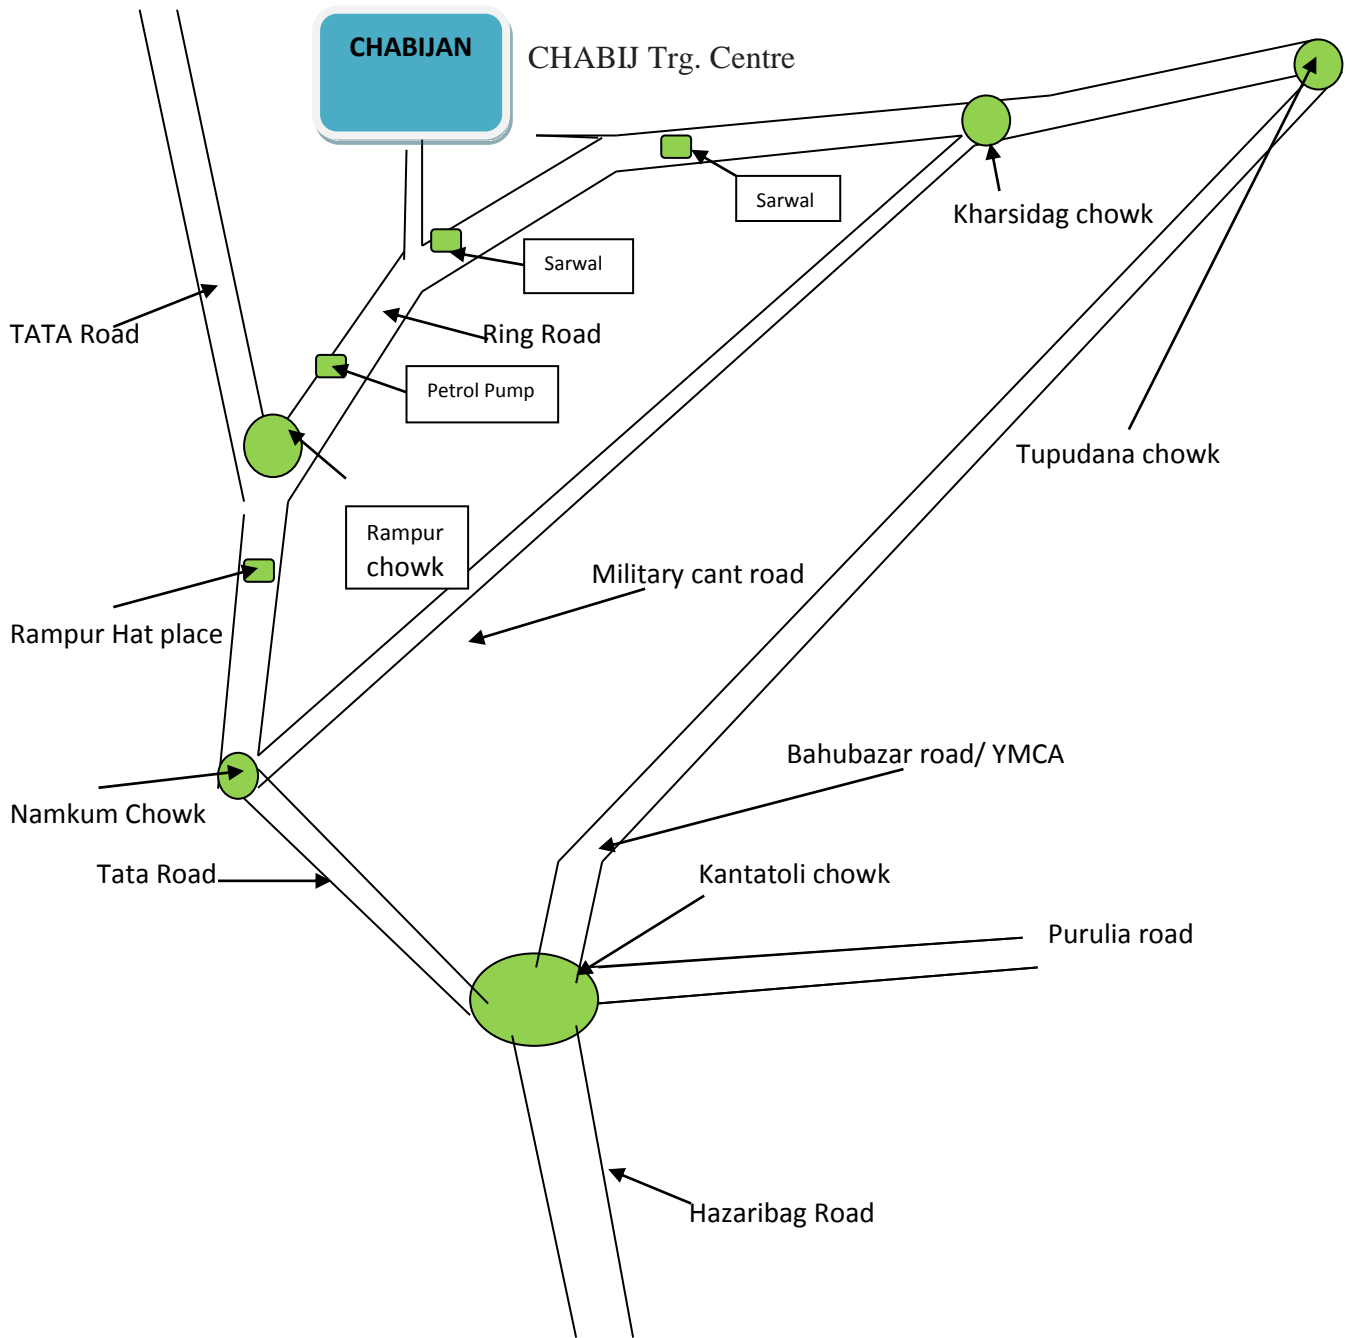 CHABIJAN
CHABIJ Trg. Centre
Sarwal
Kharsidag chowk
Sarwal
TATA Road
Ring Road
Petrol Pump
Tupudana chowk
Rampur
chowk
Military cant road
Rampur Hat place
Bahubazar road/ YMCA
Namkum Chowk
Tata Road
Kantatoli chowk
Purulia road
Hazaribag Road